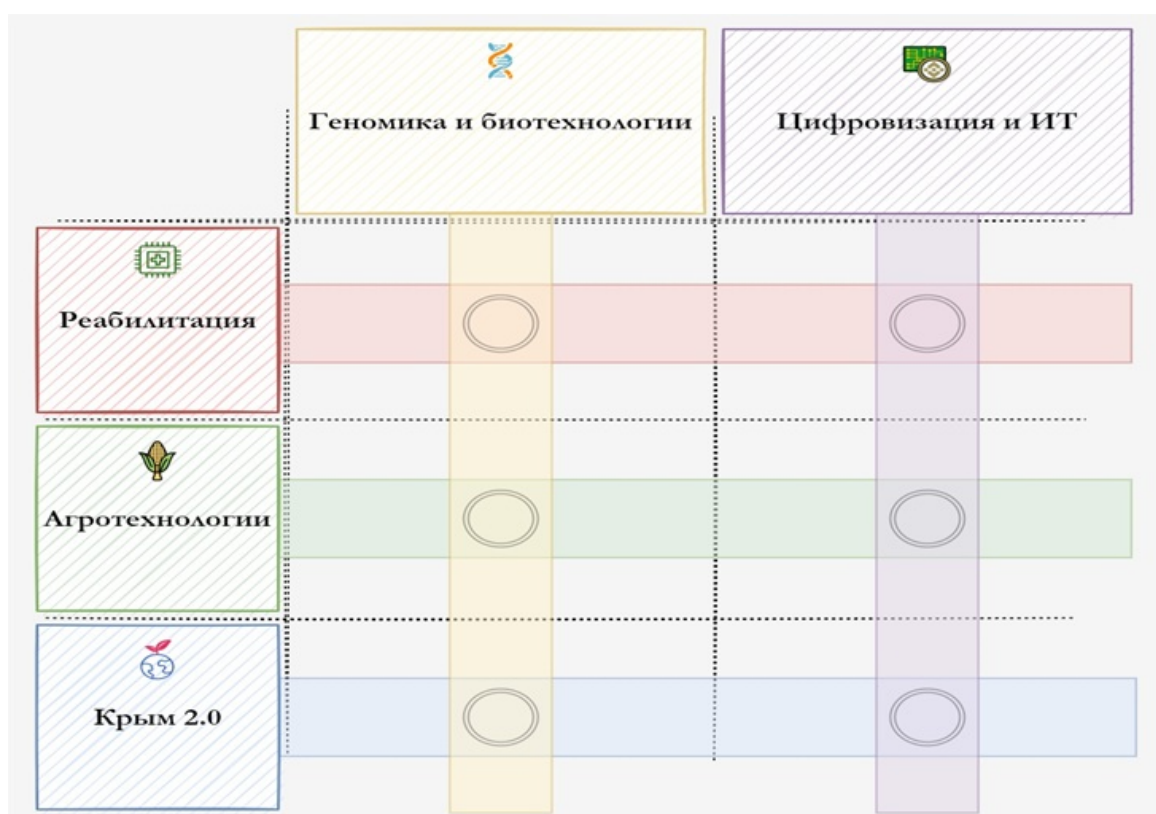 Геномика и биотехнологии
Цифровизация и ИТ
Реабилитация
Агротехнологии
Крым 2.0